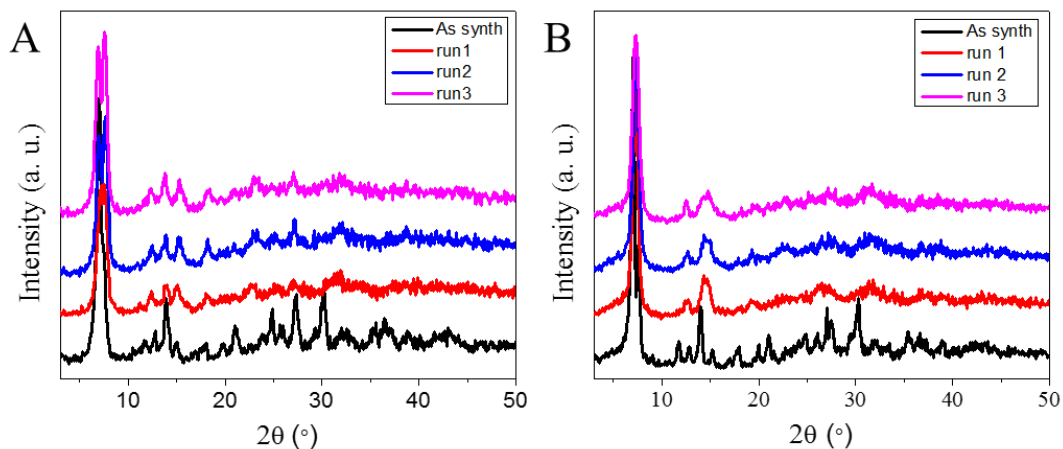 A
As synth
run1
run2
run3
Intensity (a. u.)
10 20 30 40 50
2θ (°)
B
As synth
run 1
run 2
run 3
Intensity (a. u.)
10 20 30 40 50
2θ (°)